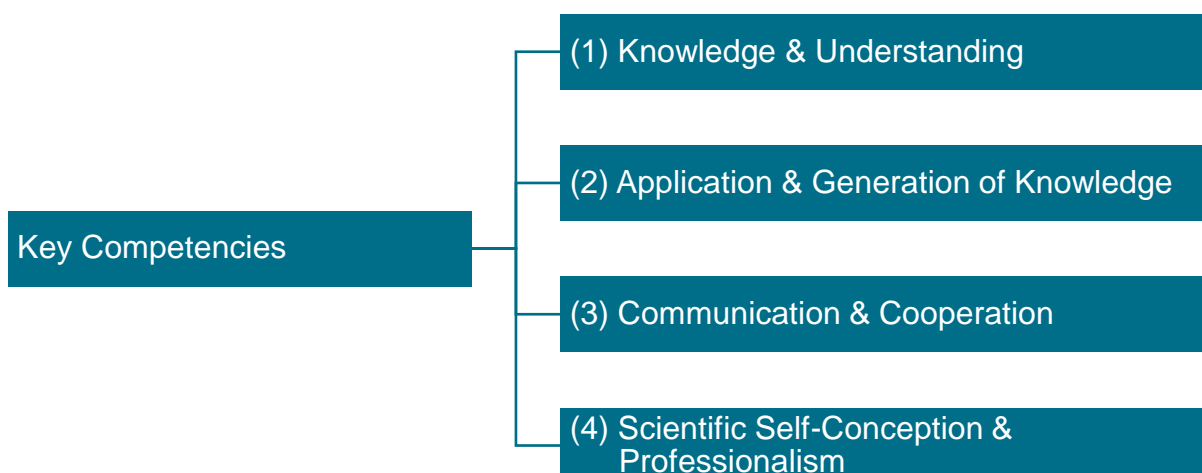 (1) Knowledge & Understanding
(2) Application & Generation of Knowledge
Key Competencies
(3) Communication & Cooperation
(4) Scientific Self-Conception &
Professionalism